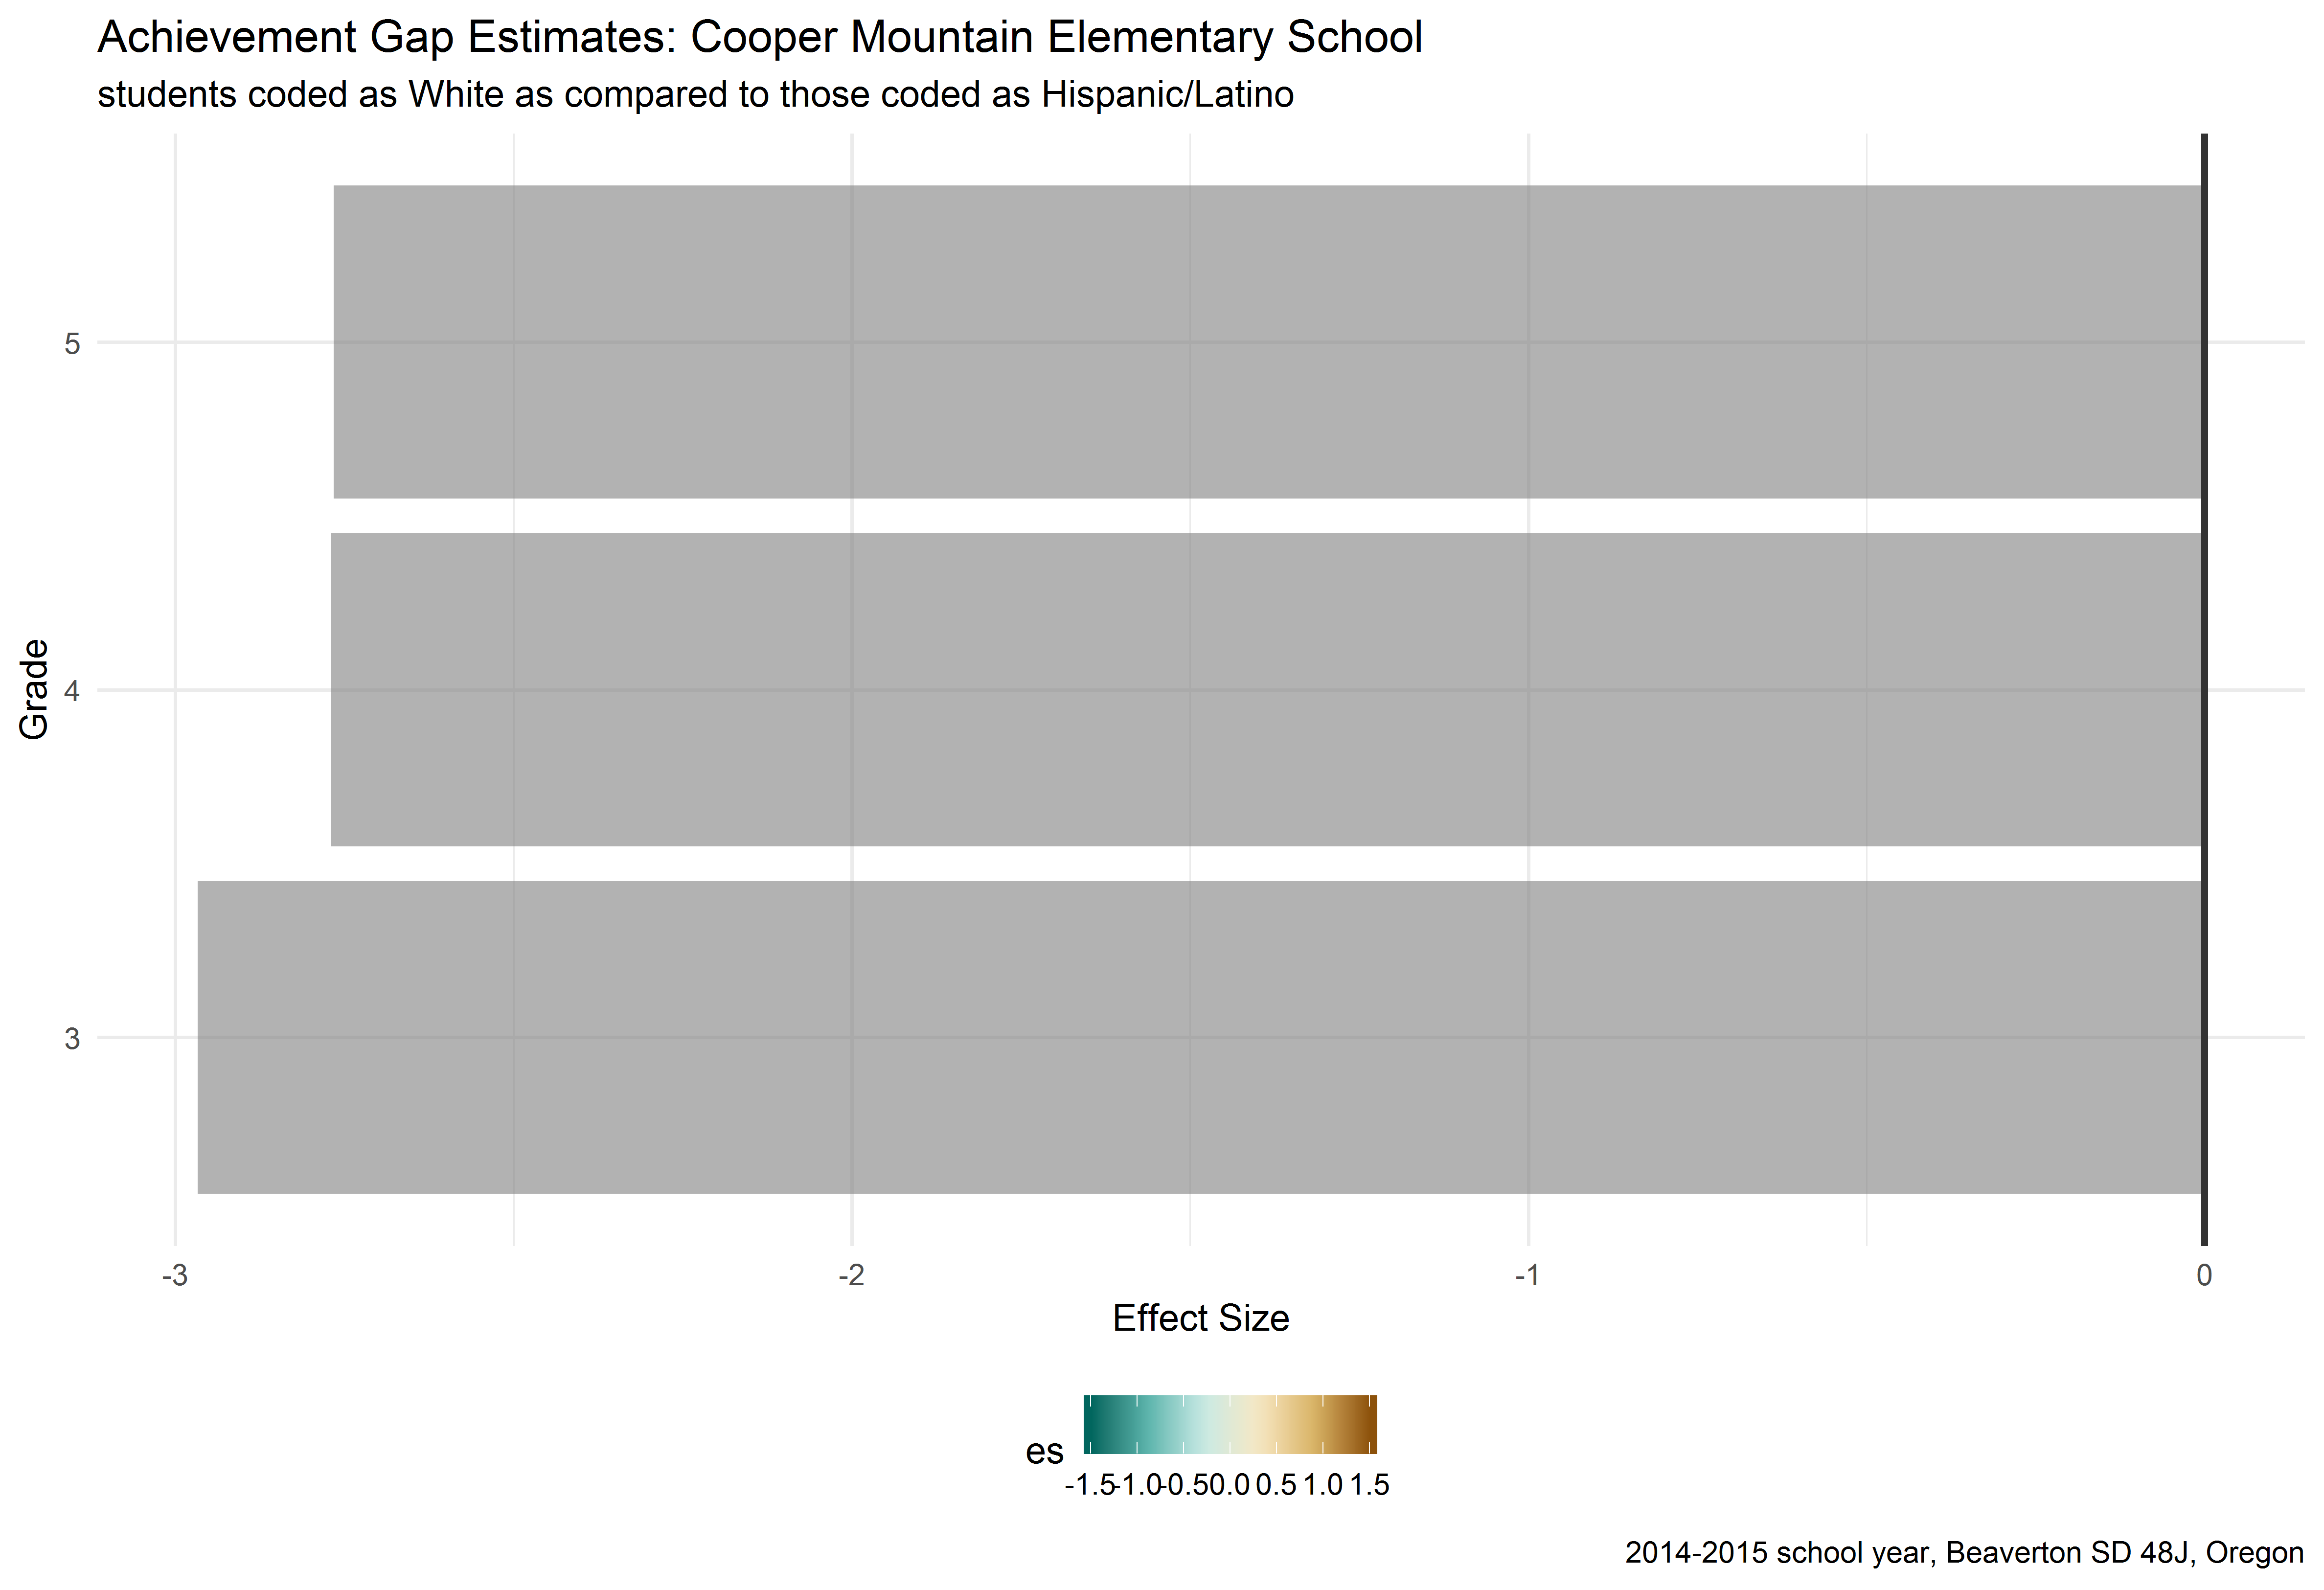 Achievement Gap Estimates: Cooper Mountain Elementary School
students coded as White as compared to those coded as Hispanic/Latino
5
4
3
Grade
-3 -2 -1 0
Effect Size
es
-1.5 -1.0 -0.5 0.0 0.5 1.0 1.5
2014-2015 school year, Beaverton SD 48J, Oregon